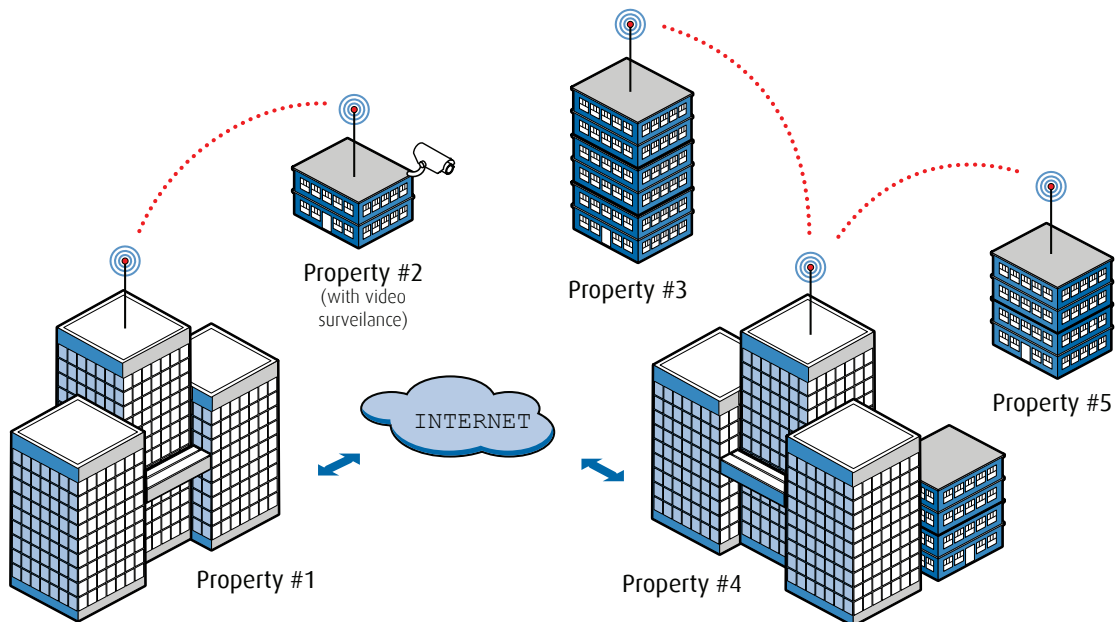 Property #2
(with video
surveilance)
Property #3
Property #5
INTERNET
Property #1
Property #4